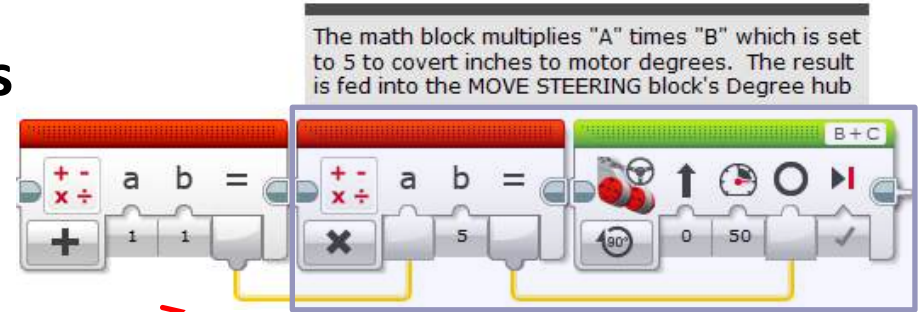 The math block multiplies "A" times "B" which is set
to 5 to covert inches to motor degrees. The result
is fed into the MOVE STEERING block's Degree hub
s
B + C
a b =
a b =
1 1
5
90°
0 50